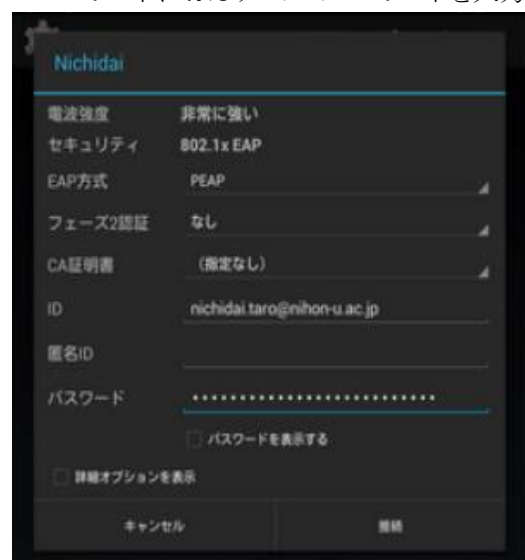 Nichidai
電波強度 非常に強い
セキュリティ 802.1x EAP
EAP方式 PEAP
フェーズ2認証 なし
CA証明書 (指定なし)
ID nichidai.taro@nihon-u.ac.jp
匿名ID
パスワード ••••••••••••••••••••••••••
パスワードを表示する
詳細オプションを表示
キャンセル 接続